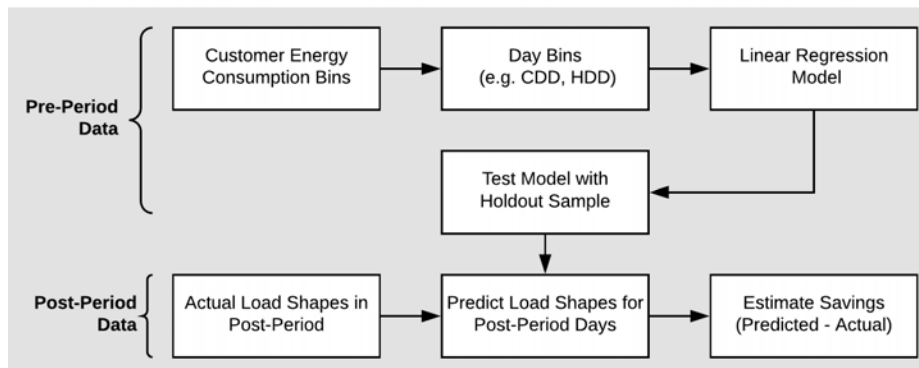 Pre-Period
Data
Customer Energy
Consumption Bins
Day Bins
(e.g. CDD, HDD)
Linear Regression
Model
Test Model with
Holdout Sample
Post-Period
Data
Actual Load Shapes in
Post-Period
Predict Load Shapes for
Post-Period Days
Estimate Savings
(Predicted - Actual)